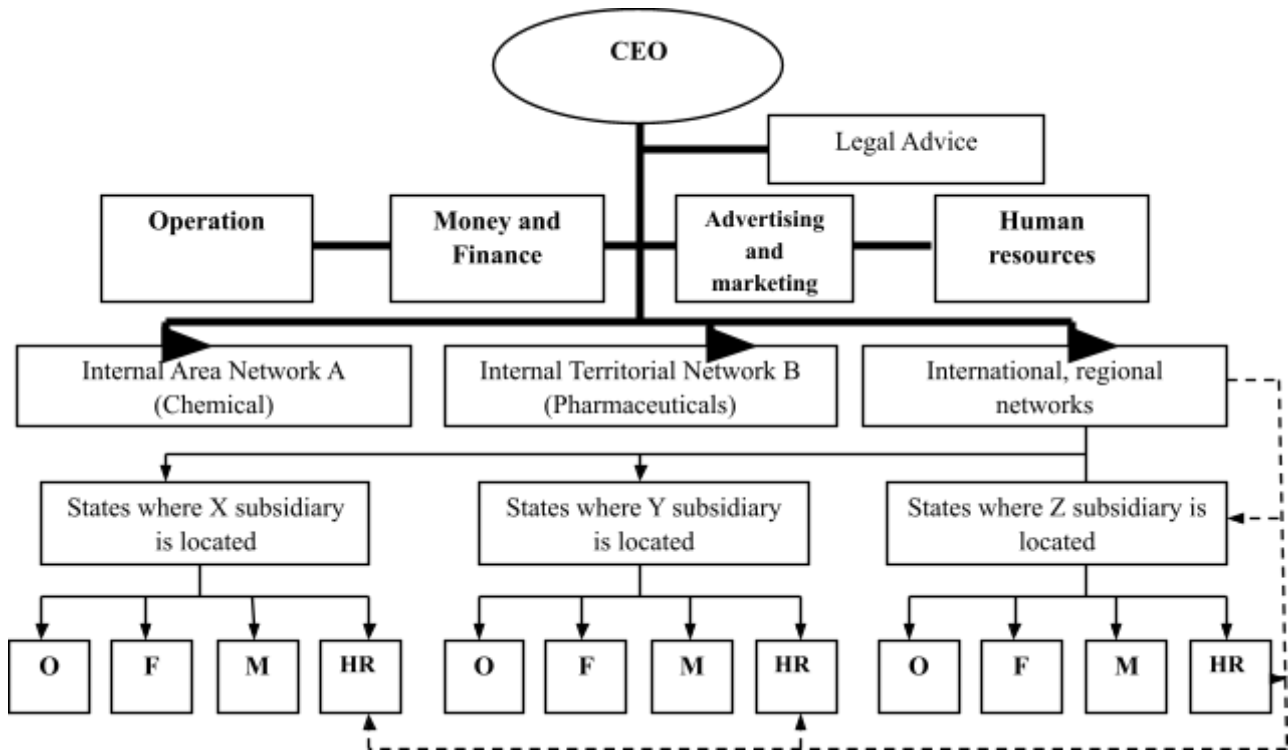 CEO
Legal Advice
Operation
Money and
Finance
Advertising
and
marketing
Human
resources
Internal Area Network A
(Chemical)
Internal Territorial Network B
(Pharmaceuticals)
International, regional
networks
States where X subsidiary
is located
States where Y subsidiary
is located
States where Z subsidiary is
located
O
F
M
HR
O
F
M
HR
O
F
M
HR